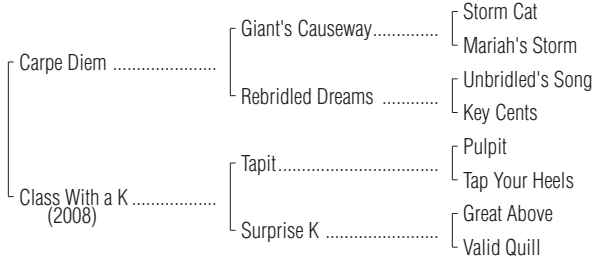 Storm Cat
Giant's Causeway..............
Mariah's Storm
Carpe Diem ......................
Unbridled's Song
Rebridled Dreams ............
Key Cents
Pulpit
Tapit..................................
Tap Your Heels
Class With a K ..................
(2008)
Great Above
Surprise K ........................
Valid Quill